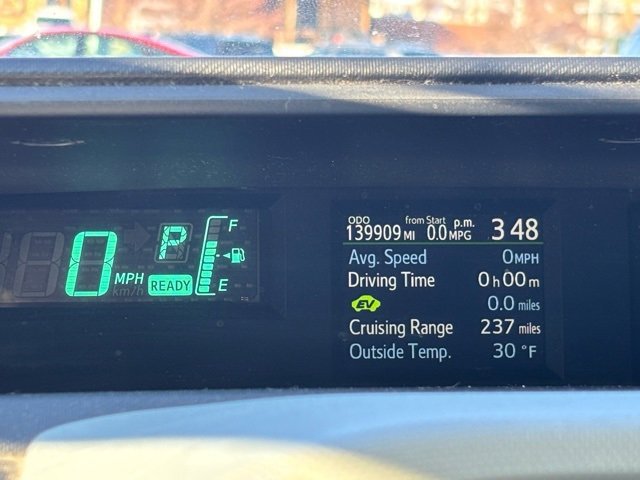 0 MPH
km/h
P
READY
F
E
ODO from Start p.m.
139909 MI 0.0 MPG 3 48
Avg. Speed 0 MPH
Driving Time 0 h 00 m
EV 0.0 miles
Cruising Range 237 miles
Outside Temp. 30 °F